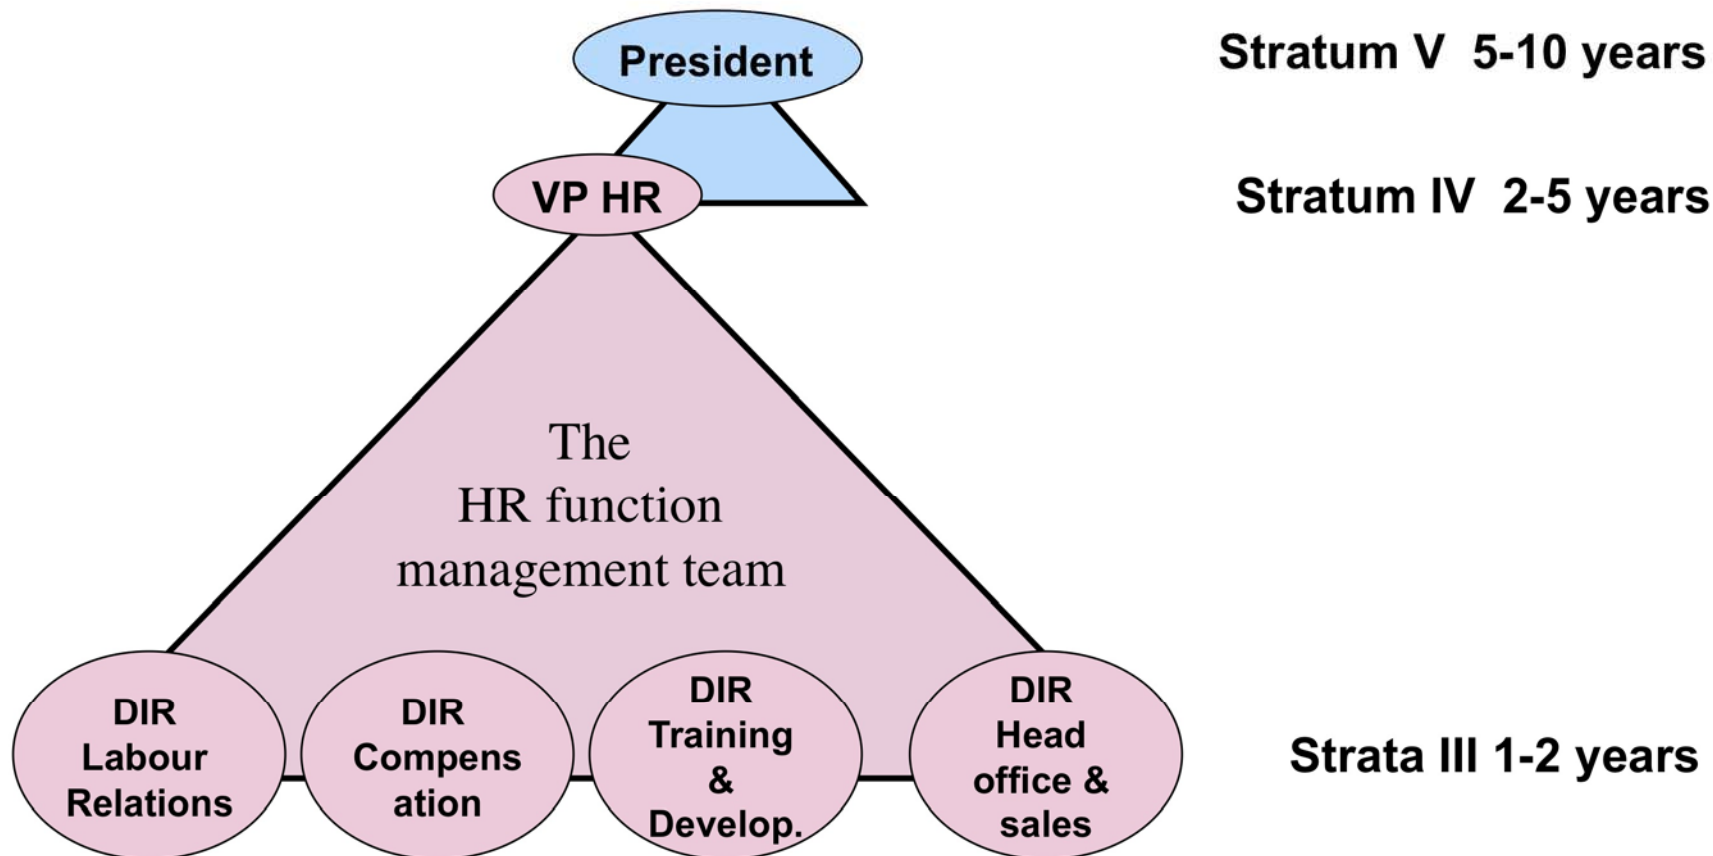 President
Stratum V 5-10 years
VP HR
Stratum IV 2-5 years
The
HR function
management team
DIR
Labour
Relations
DIR
Compens
ation
DIR
Training
&
Develop.
DIR
Head
office &
sales
Strata III 1-2 years